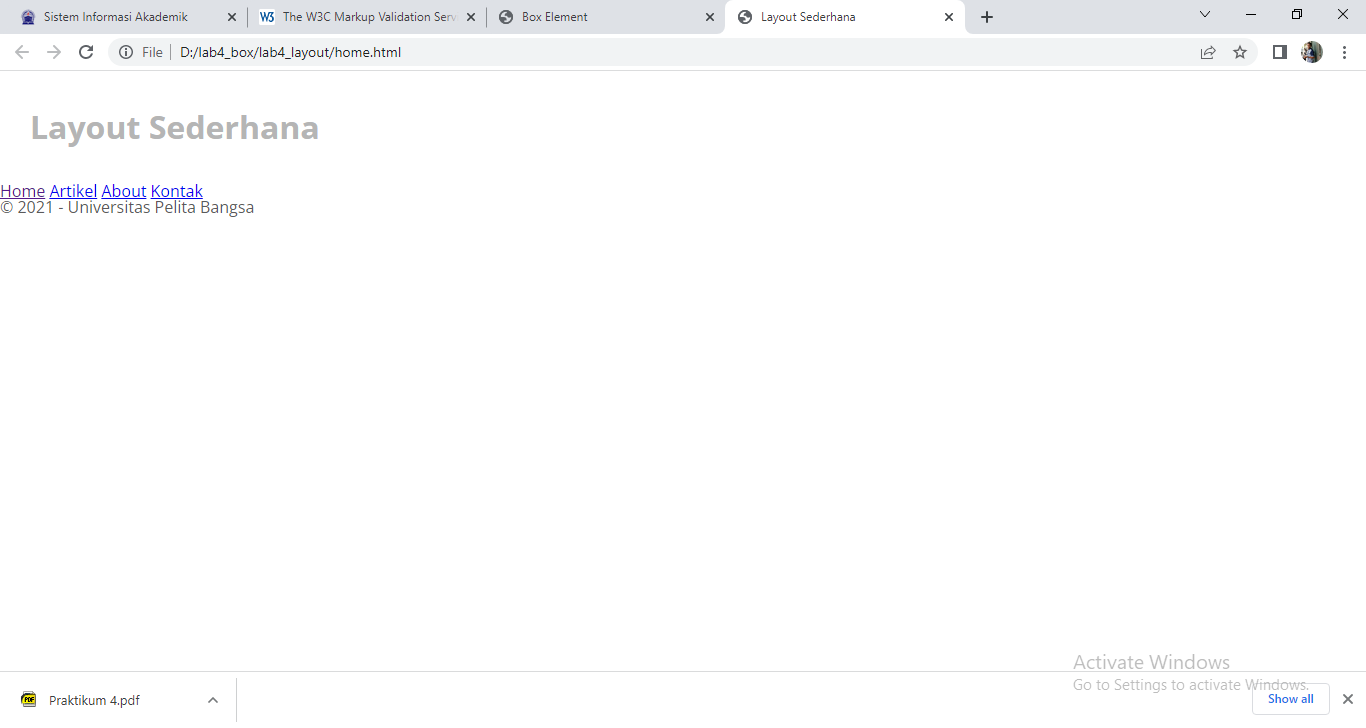 Sistem Informasi Akademik
W3 The W3C Markup Validation Serv
Box Element
Layout Sederhana
File D:/lab4_box/lab4_layout/home.html
Layout Sederhana
Home Artikel About Kontak
© 2021 - Universitas Pelita Bangsa
Activate Windows
Go to Settings to activate Windows.
PDF Praktikum 4.pdf
Show all